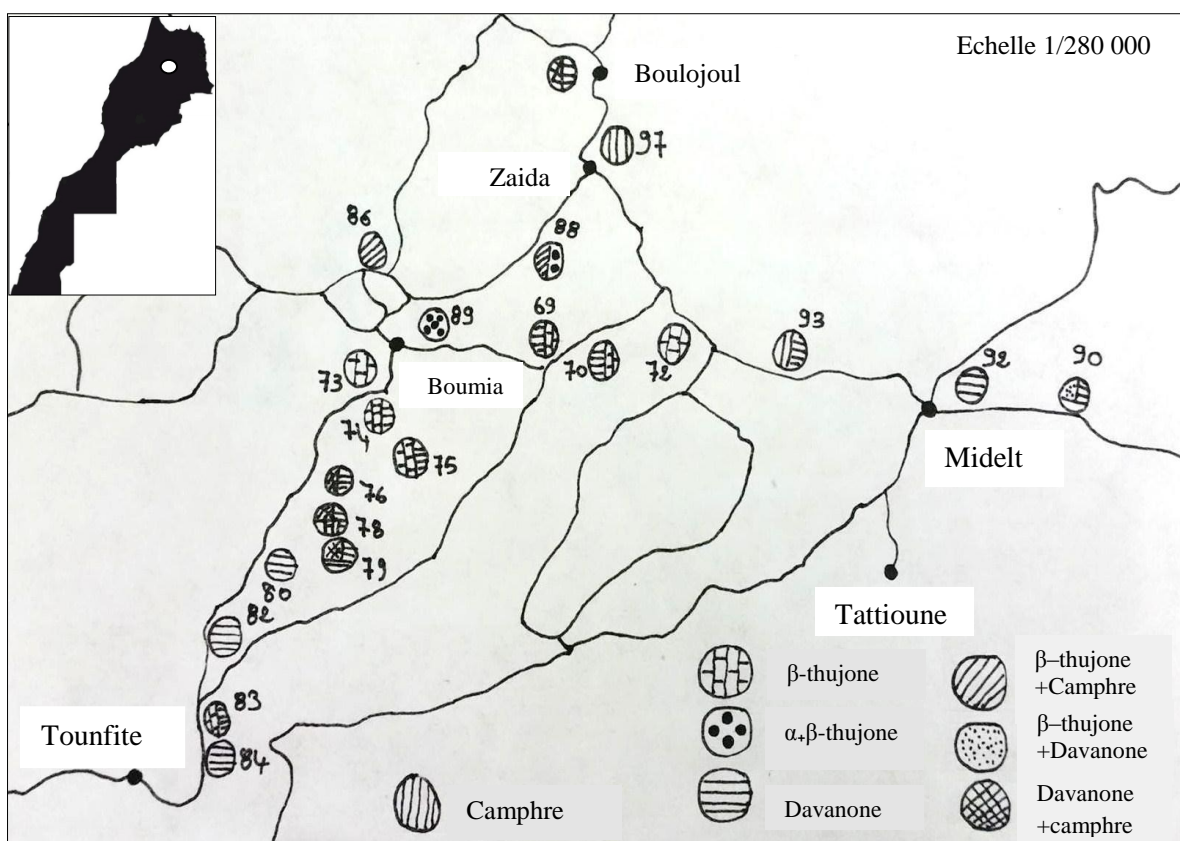 Echelle 1/280 000
Boulojoul
97
Zaida
86
88
89
69
93
73
Boumia
70
72
92
90
74
75
Midelt
76
78
79
80
82
Tattioune
83
84
Tounfite
β-thujone
β–thujone
+Camphre
α+β-thujone
β–thujone
+Davanone
Camphre
Davanone
Davanone
+camphre